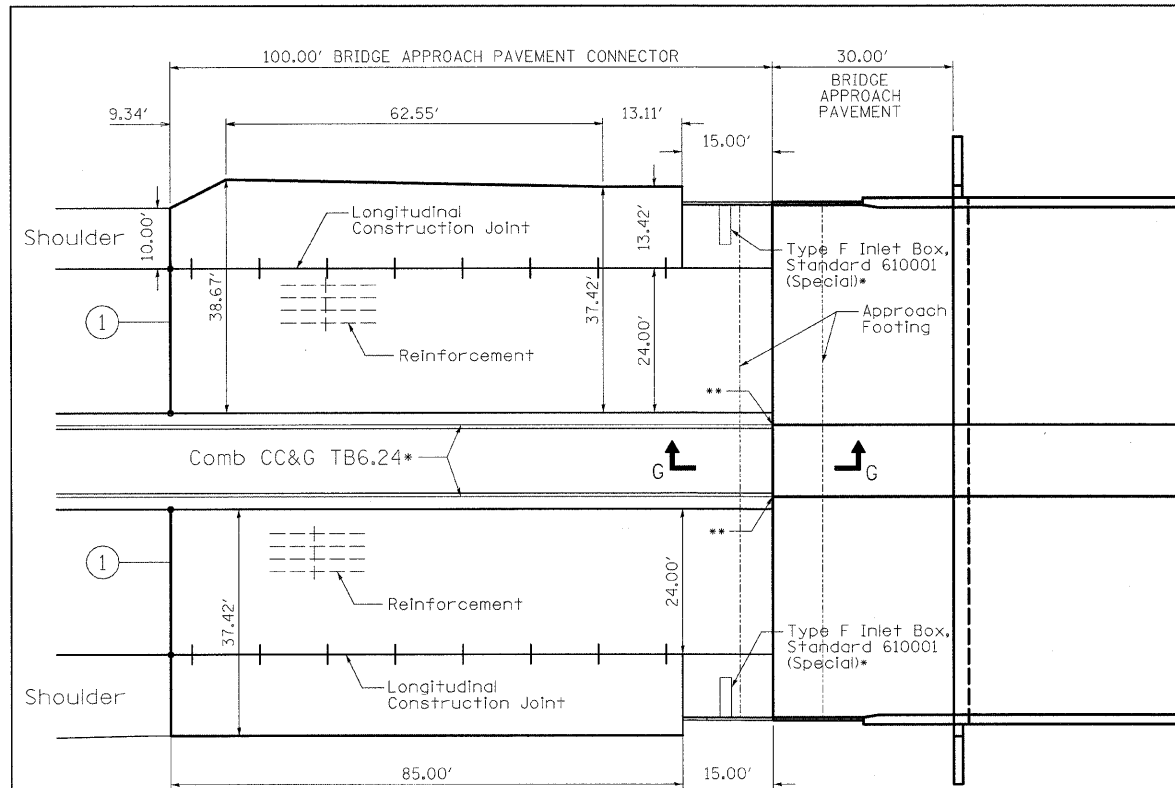 100.00' BRIDGE APPROACH PAVEMENT CONNECTOR
30.00'
BRIDGE
APPROACH
PAVEMENT
9.34'
62.55'
13.11'
15.00'
Shoulder
10.00'
Longitudinal
Construction Joint
13.42'
Type F Inlet Box,
Standard 610001
(Special)*
1
38.67'
Reinforcement
37.42'
24.00'
Approach
Footing
**
Comb CC&G TB6.24*
G
G
**
1
37.42'
Reinforcement
24.00'
Type F Inlet Box,
Standard 610001
(Special)*
Shoulder
Longitudinal
Construction Joint
85.00'
15.00'